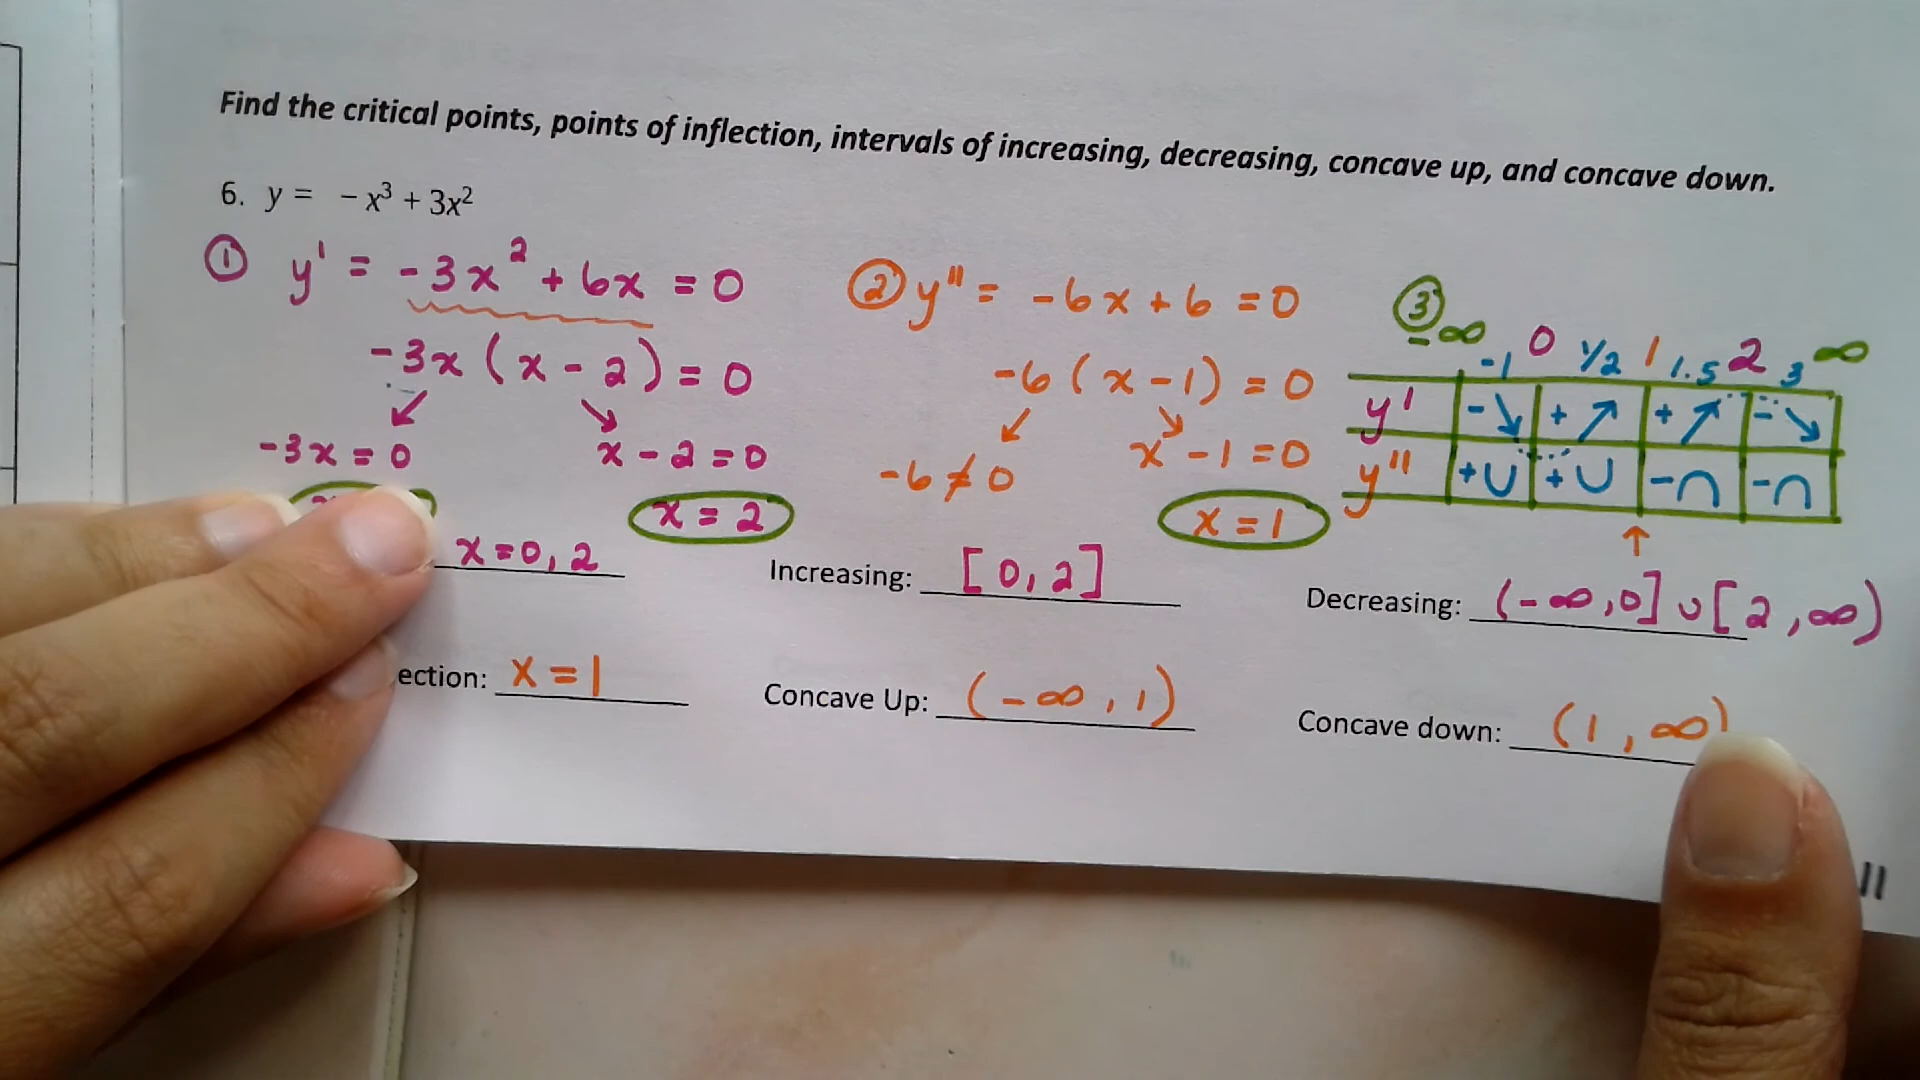 Find the critical points, points of inflection, intervals of increasing, decreasing, concave up, and concave down.
6. y = - x³ + 3x²
① y' = -3x² + 6x = 0
-3x (x - 2) = 0
-3x = 0 x - 2 = 0
x = 2
② y" = -6x + 6 = 0
-6 (x - 1) = 0
-6 ≠ 0 x - 1 = 0
x = 1
③ -∞ -1 0 1/2 1 1.5 2 3 ∞
y' - ↘ + ↗ + ↗ - ↘
y" + ∪ + ∪ - ∩ - ∩
↑
x = 0, 2 Increasing: [0, 2] Decreasing: (-∞, 0] ∪ [2, ∞)
ection: x = 1 Concave Up: (-∞, 1) Concave down: (1, ∞)
11